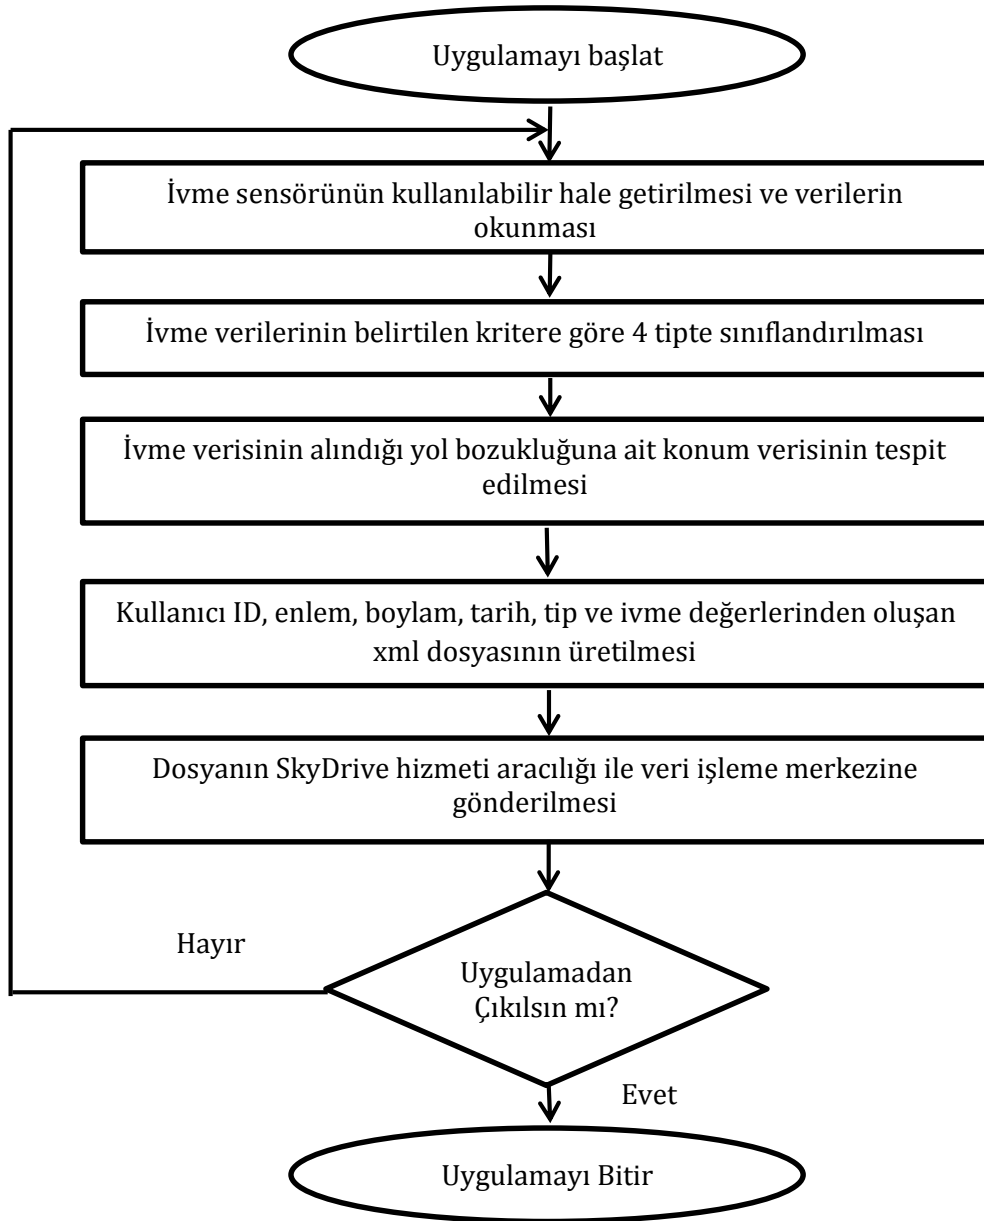 Uygulamayı başlat
İvme sensörünün kullanılabilir hale getirilmesi ve verilerin
okunması
İvme verilerinin belirtilen kritere göre 4 tipte sınıflandırılması
İvme verisinin alındığı yol bozukluğuna ait konum verisinin tespit
edilmesi
Kullanıcı ID, enlem, boylam, tarih, tip ve ivme değerlerinden oluşan
xml dosyasının üretilmesi
Dosyanın SkyDrive hizmeti aracılığı ile veri işleme merkezine
gönderilmesi
Hayır
Uygulamadan
Çıkılsın mı?
Evet
Uygulamayı Bitir